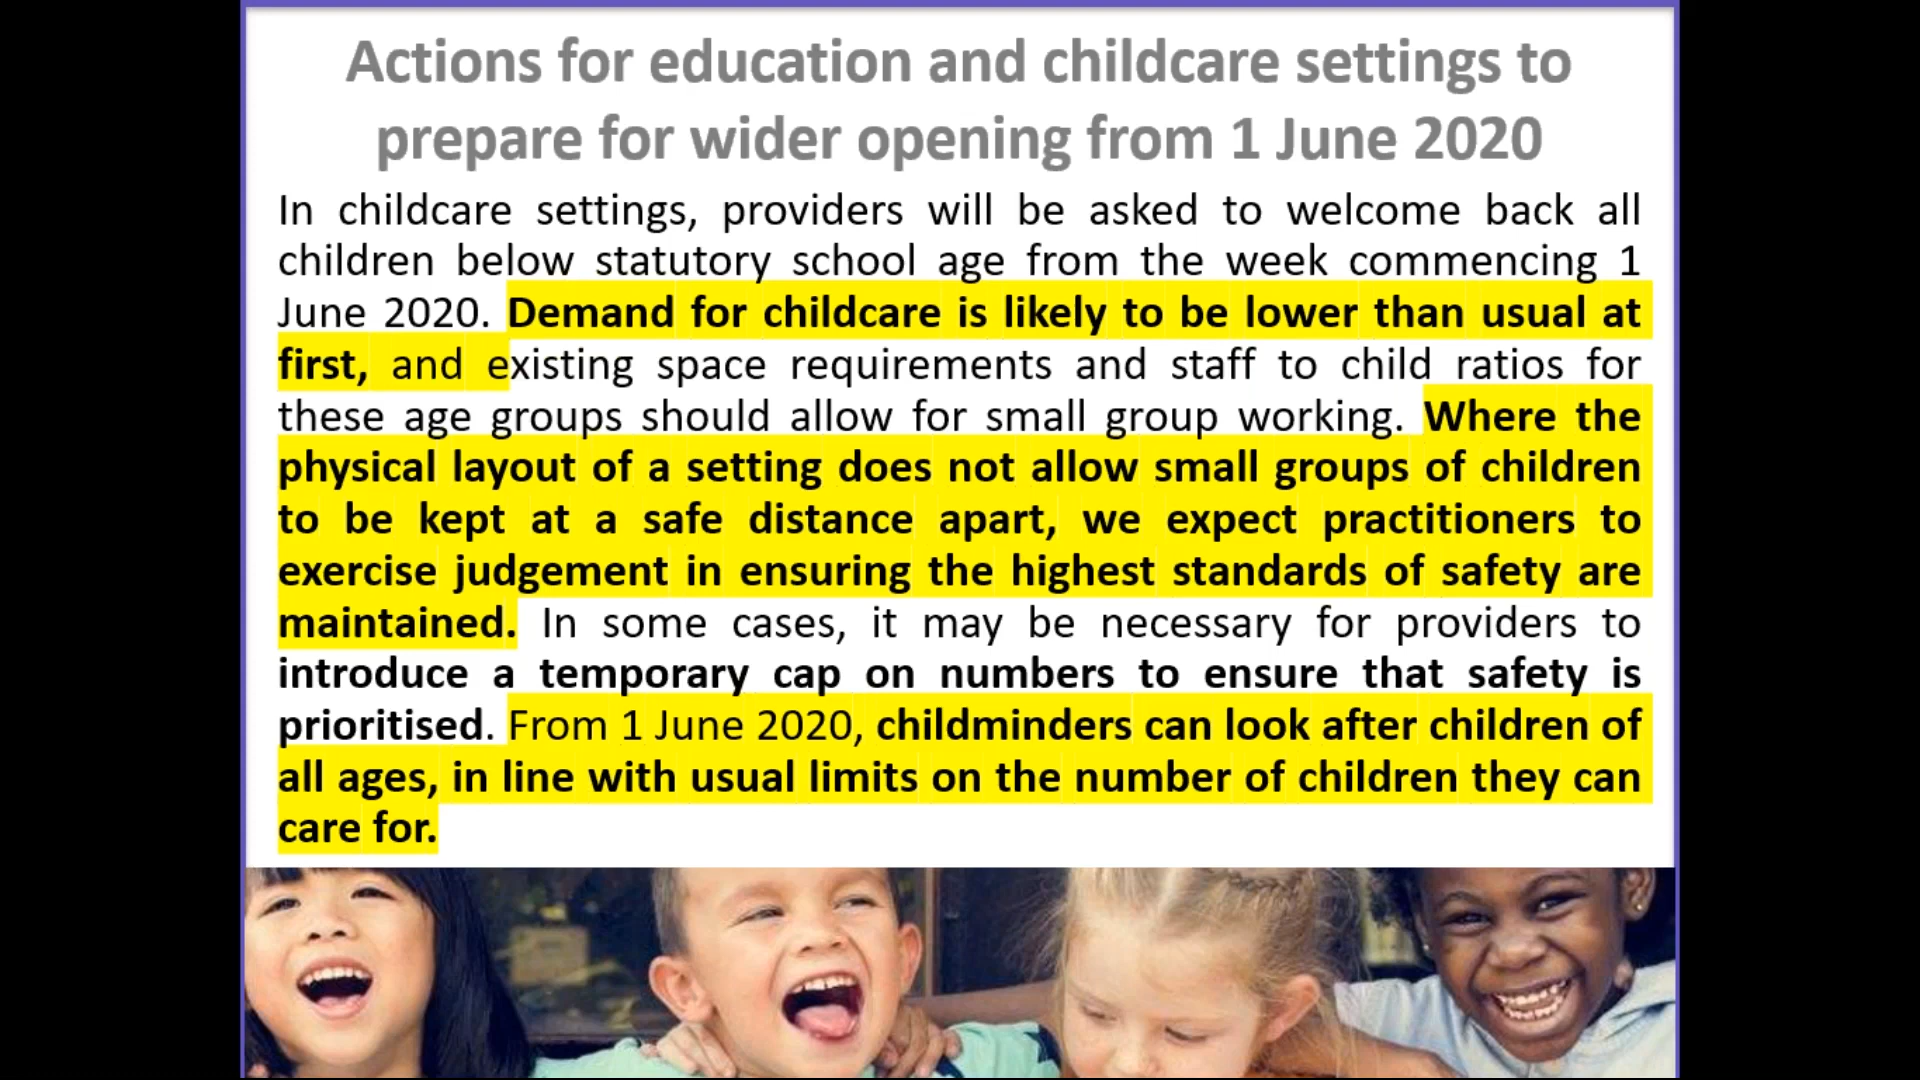 Actions for education and childcare settings to
prepare for wider opening from 1 June 2020
In childcare settings, providers will be asked to welcome back all
children below statutory school age from the week commencing 1
June 2020. Demand for childcare is likely to be lower than usual at
first, and existing space requirements and staff to child ratios for
these age groups should allow for small group working. Where the
physical layout of a setting does not allow small groups of children
to be kept at a safe distance apart, we expect practitioners to
exercise judgement in ensuring the highest standards of safety are
maintained. In some cases, it may be necessary for providers to
introduce a temporary cap on numbers to ensure that safety is
prioritised. From 1 June 2020, childminders can look after children of
all ages, in line with usual limits on the number of children they can
care for.